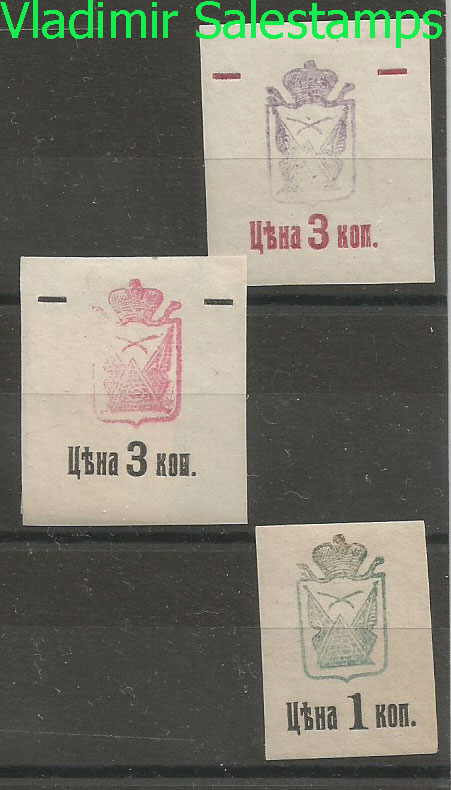 Vladimir Salestamps
Цѣна 3 коп.
Цѣна 3 коп.
Цѣна 1 коп.